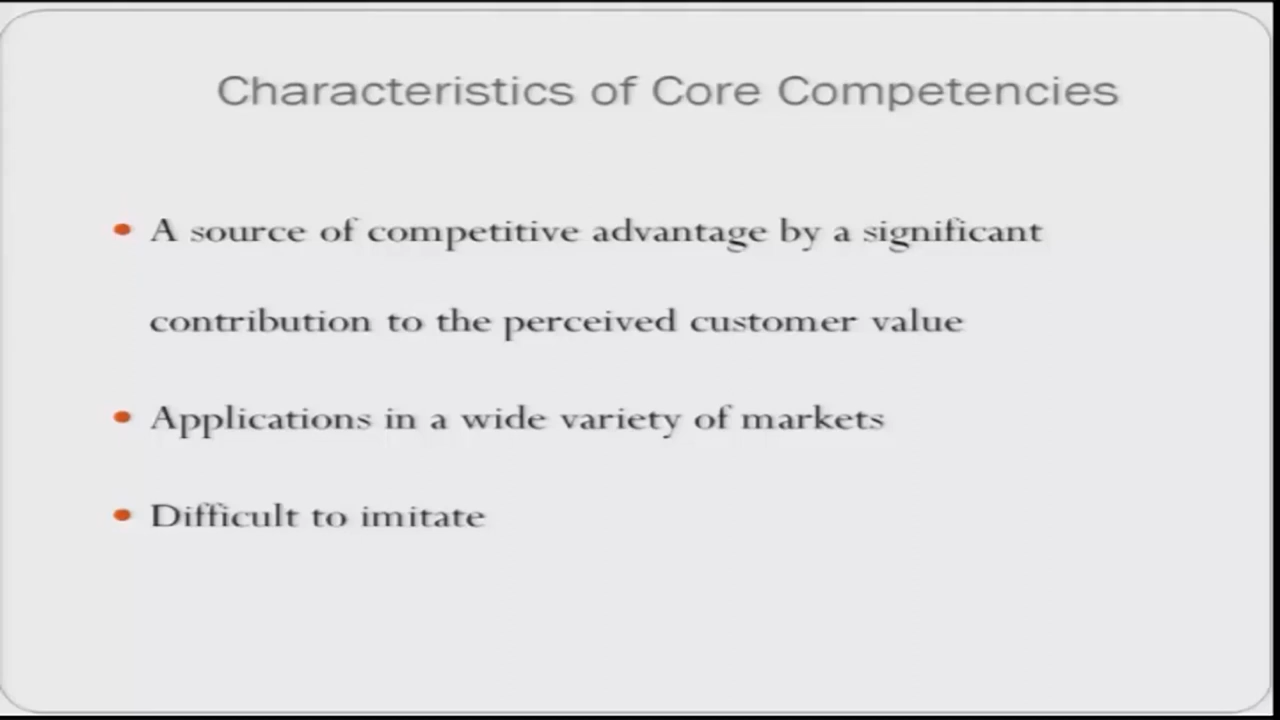 Characteristics of Core Competencies
• A source of competitive advantage by a significant
contribution to the perceived customer value
• Applications in a wide variety of markets
• Difficult to imitate